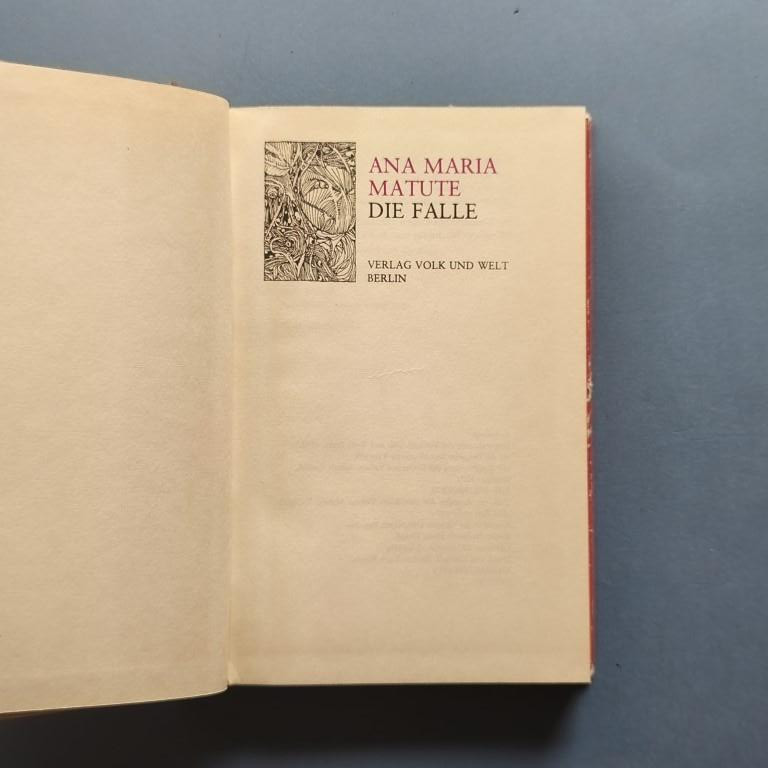 ANA MARIA
MATUTE
DIE FALLE
VERLAG VOLK UND WELT
BERLIN